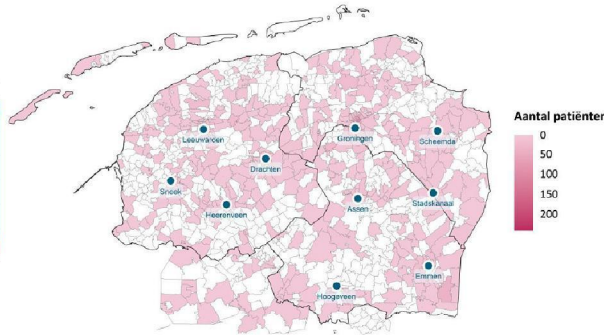 Aantal patiënten
0
50
100
150
200
Leeuwarden
Groningen
Scheemda
Drachten
Sneek
Heerenveen
Assen
Stadskanaal
Emmen
Hoogeveen